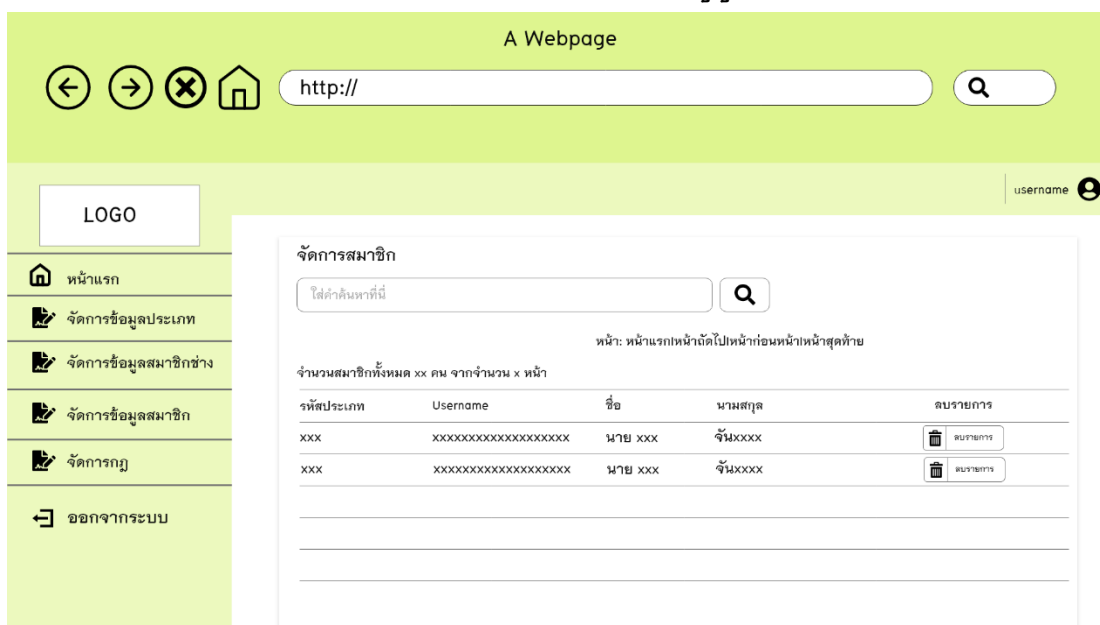 A Webpage
http://
username
LOGO
หน้าแรก
จัดการข้อมูลประเภท
จัดการข้อมูลสมาชิกช่าง
จัดการข้อมูลสมาชิก
จัดการกฎ
ออกจากระบบ
จัดการสมาชิก
ใส่คำค้นหาที่นี่
หน้า: หน้าแรก|หน้าถัดไป|หน้าก่อนหน้า|หน้าสุดท้าย
จำนวนสมาชิกทั้งหมด xx คน จากจำนวน x หน้า
รหัสประเภท Username ชื่อ นามสกุล ลบรายการ
xxx xxxxxxxxxxxxxxxxxxx นาย xxx จันxxxx ลบรายการ
xxx xxxxxxxxxxxxxxxxxxx นาย xxx จันxxxx ลบรายการ